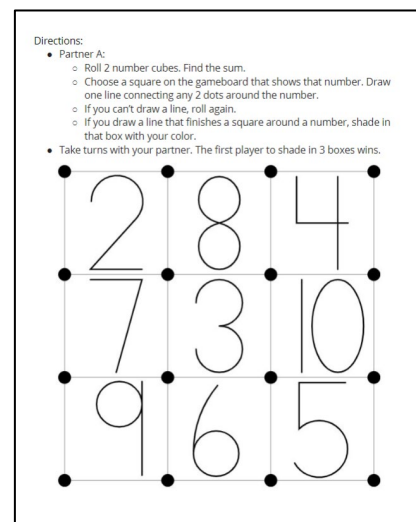 Directions:
• Partner A:
○ Roll 2 number cubes. Find the sum.
○ Choose a square on the gameboard that shows that number. Draw
one line connecting any 2 dots around the number.
○ If you can't draw a line, roll again.
○ If you draw a line that finishes a square around a number, shade in
that box with your color.
• Take turns with your partner. The first player to shade in 3 boxes wins.
2 8 4
7 3 10
9 6 5